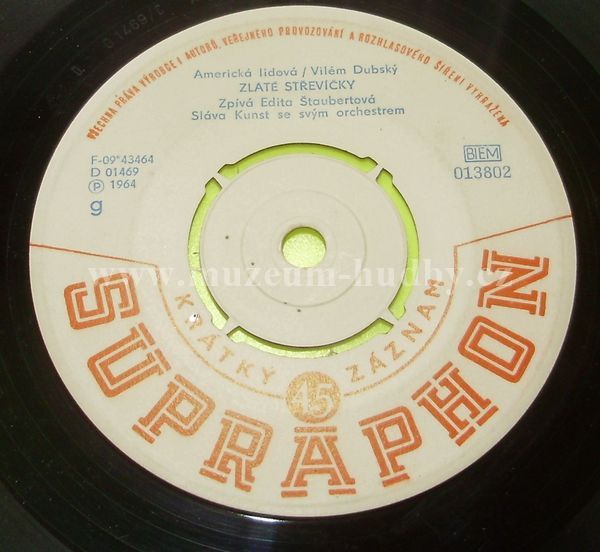 VŠECHNA PRÁVA VÝROBCE I AUTORŮ, VEŘEJNÉHO PROVOZOVÁNÍ A ROZHLASOVÉHO ŠÍŘENÍ VYHRAŽENA
Americká lidová / Vilém Dubský
ZLATÉ STŘEVÍČKY
Zpívá Edita Štaubertová
Sláva Kunst se svým orchestrem
F-09*43464
D 01469
Ⓟ 1964
g
BIEM
013802
www.muzeum-hudby.cz
KRÁTKÝ 45 ZÁZNAM
SUPRAPHON